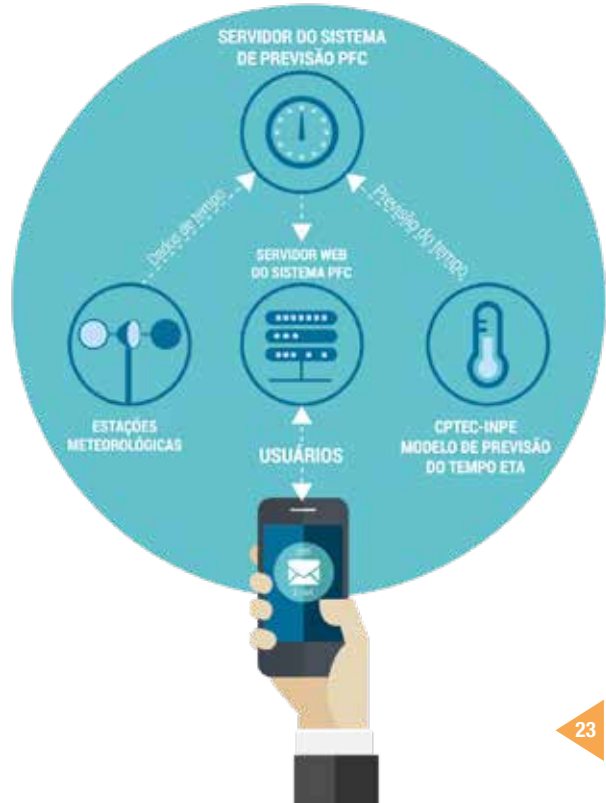 SERVIDOR DO SISTEMA
DE PREVISÃO PFC
Dados de tempo
Previsão do tempo
SERVIDOR WEB
DO SISTEMA PFC
ESTAÇÕES
METEOROLÓGICAS
USUÁRIOS
CPTEC-INPE
MODELO DE PREVISÃO
DO TEMPO ETA
23